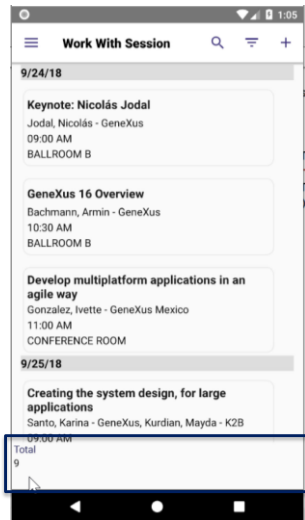 1:05
Work With Session
9/24/18
Keynote: Nicolás Jodal
Jodal, Nicolás - GeneXus
09:00 AM
BALLROOM B
GeneXus 16 Overview
Bachmann, Armin - GeneXus
10:30 AM
BALLROOM B
Develop multiplatform applications in an
agile way
Gonzalez, Ivette - GeneXus Mexico
11:00 AM
CONFERENCE ROOM
9/25/18
Creating the system design, for large
applications
Santo, Karina - GeneXus, Kurdian, Mayda - K2B
09:00 AM
Total
9